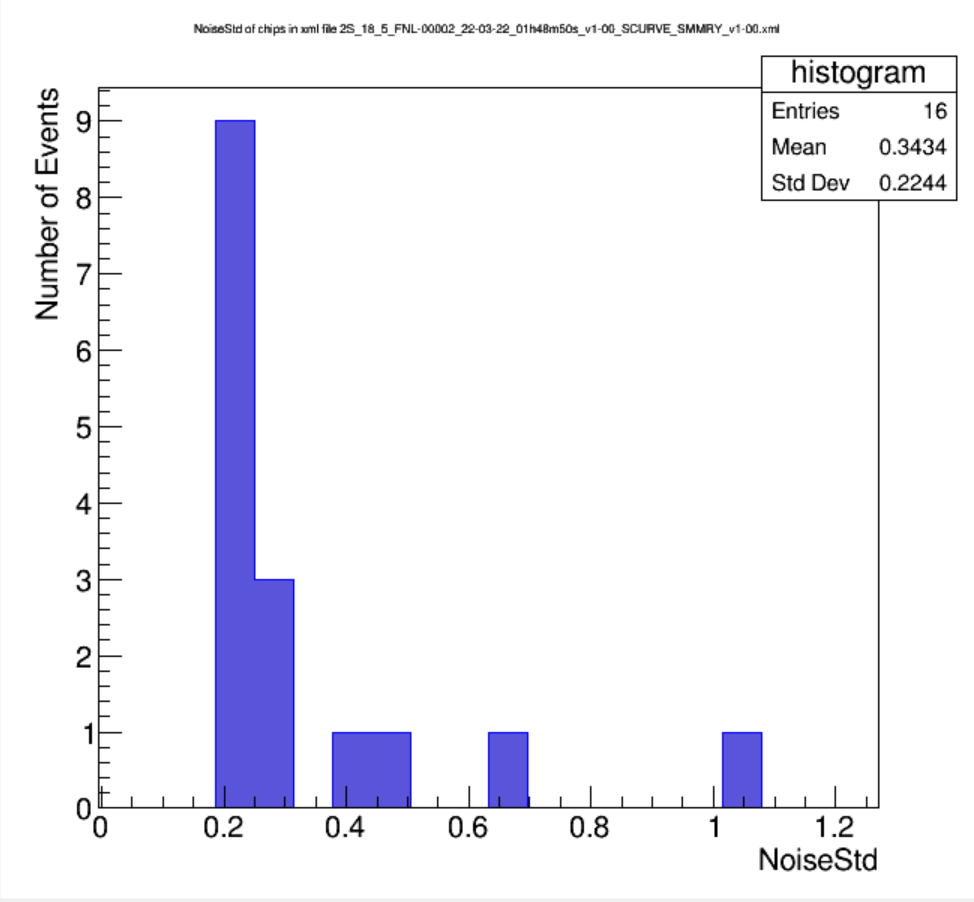 NoiseStd of chips in xml file 2S_18_5_FNL-00002_22-03-22_01h48m50s_v1-00_SCURVE_SMMRY_v1-00.xml
histogram
Entries 16
Mean 0.3434
Std Dev 0.2244
Number of Events
9
8
7
6
5
4
3
2
1
0
0 0.2 0.4 0.6 0.8 1 1.2
NoiseStd